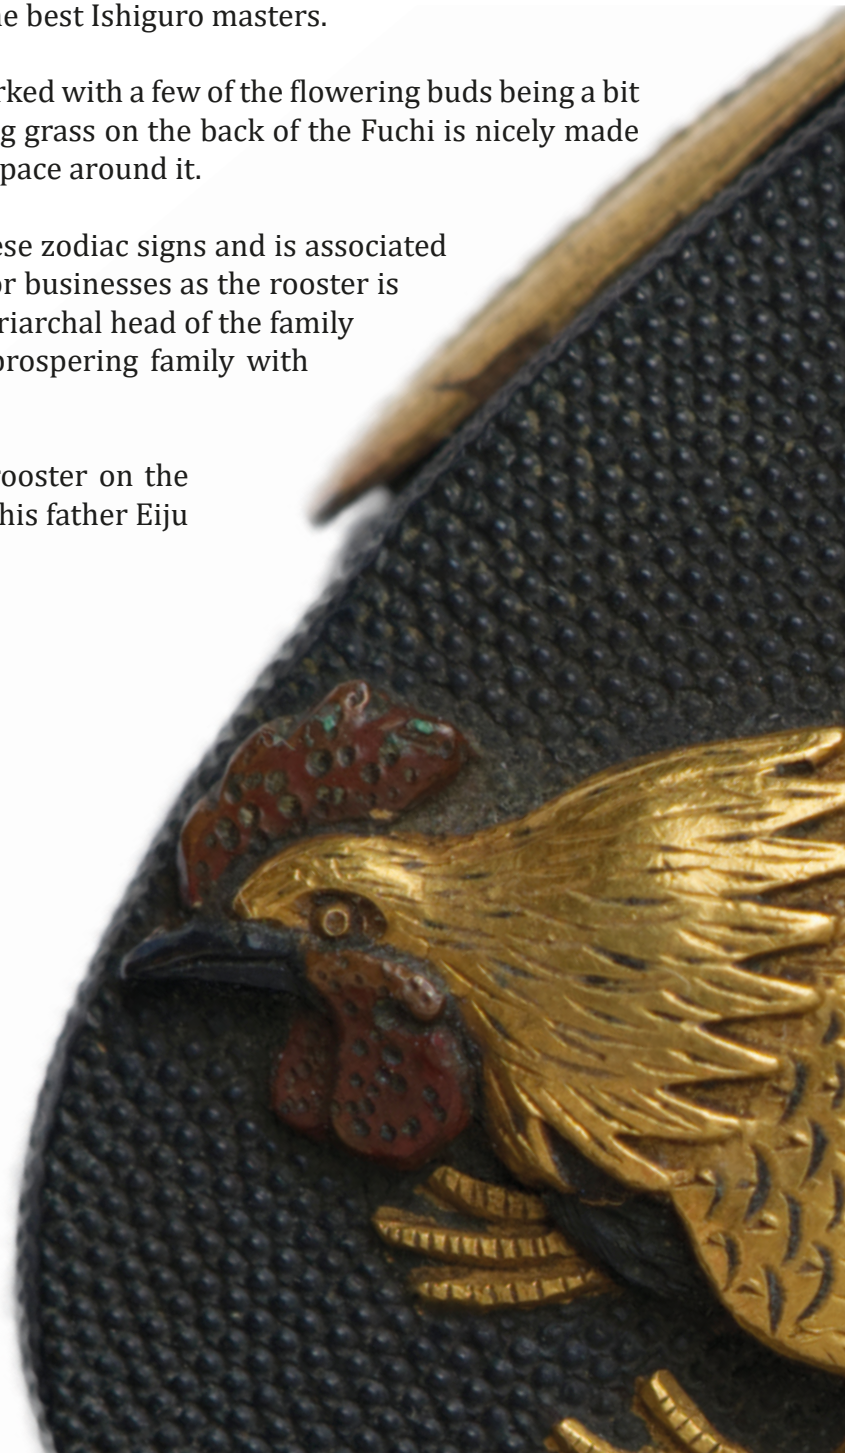 e best Ishiguro masters.
rked with a few of the flowering buds being a bit
g grass on the back of the Fuchi is nicely made
pace around it.
ese zodiac signs and is associated
or businesses as the rooster is
riarchal head of the family
prospering family with
rooster on the
his father Eiju